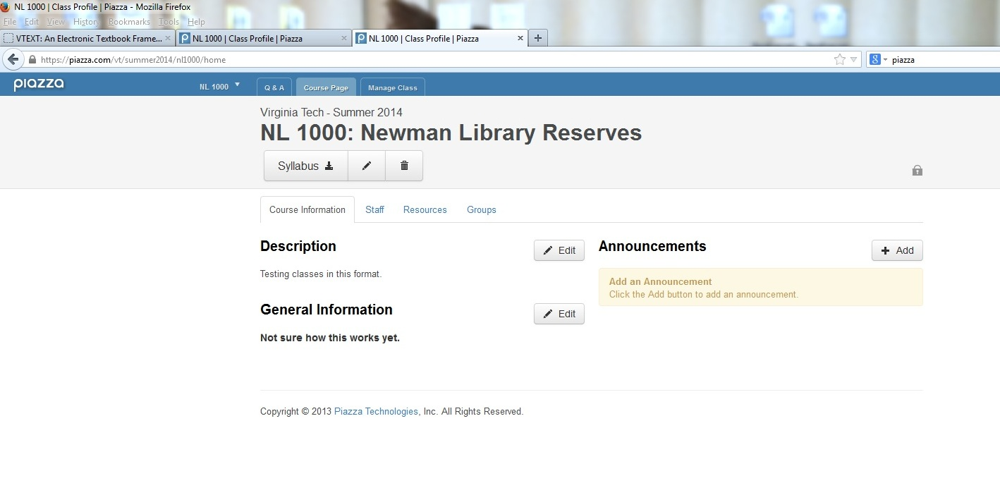 NL 1000 | Class Profile | Piazza - Mozilla Firefox
File Edit View History Bookmarks Tools Help
VTEXT: An Electronic Textbook Frame... × NL 1000 | Class Profile | Piazza × NL 1000 | Class Profile | Piazza × +
https://piazza.com/vt/summer2014/nl1000/home 8 piazza
piazza NL 1000 Q & A Course Page Manage Class
Virginia Tech - Summer 2014
NL 1000: Newman Library Reserves
Syllabus
Course Information Staff Resources Groups
Description Edit Announcements + Add
Testing classes in this format.
Add an Announcement
Click the Add button to add an announcement.
General Information Edit
Not sure how this works yet.
Copyright © 2013 Piazza Technologies, Inc. All Rights Reserved.